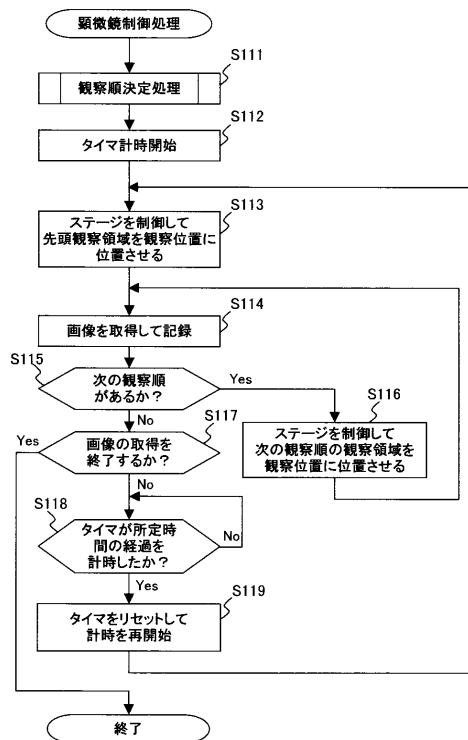 顕微鏡制御処理
S111
観察順決定処理
S112
タイマ計時開始
S113
ステージを制御して
先頭観察領域を観察位置に
位置させる
S114
画像を取得して記録
S115
次の観察順
があるか？
Yes
No
S116
ステージを制御して
次の観察順の観察領域を
観察位置に位置させる
S117
Yes
画像の取得を
終了するか？
No
S118
タイマが所定時
間の経過を
計時したか？
No
Yes
S119
タイマをリセットして
計時を再開始
終了